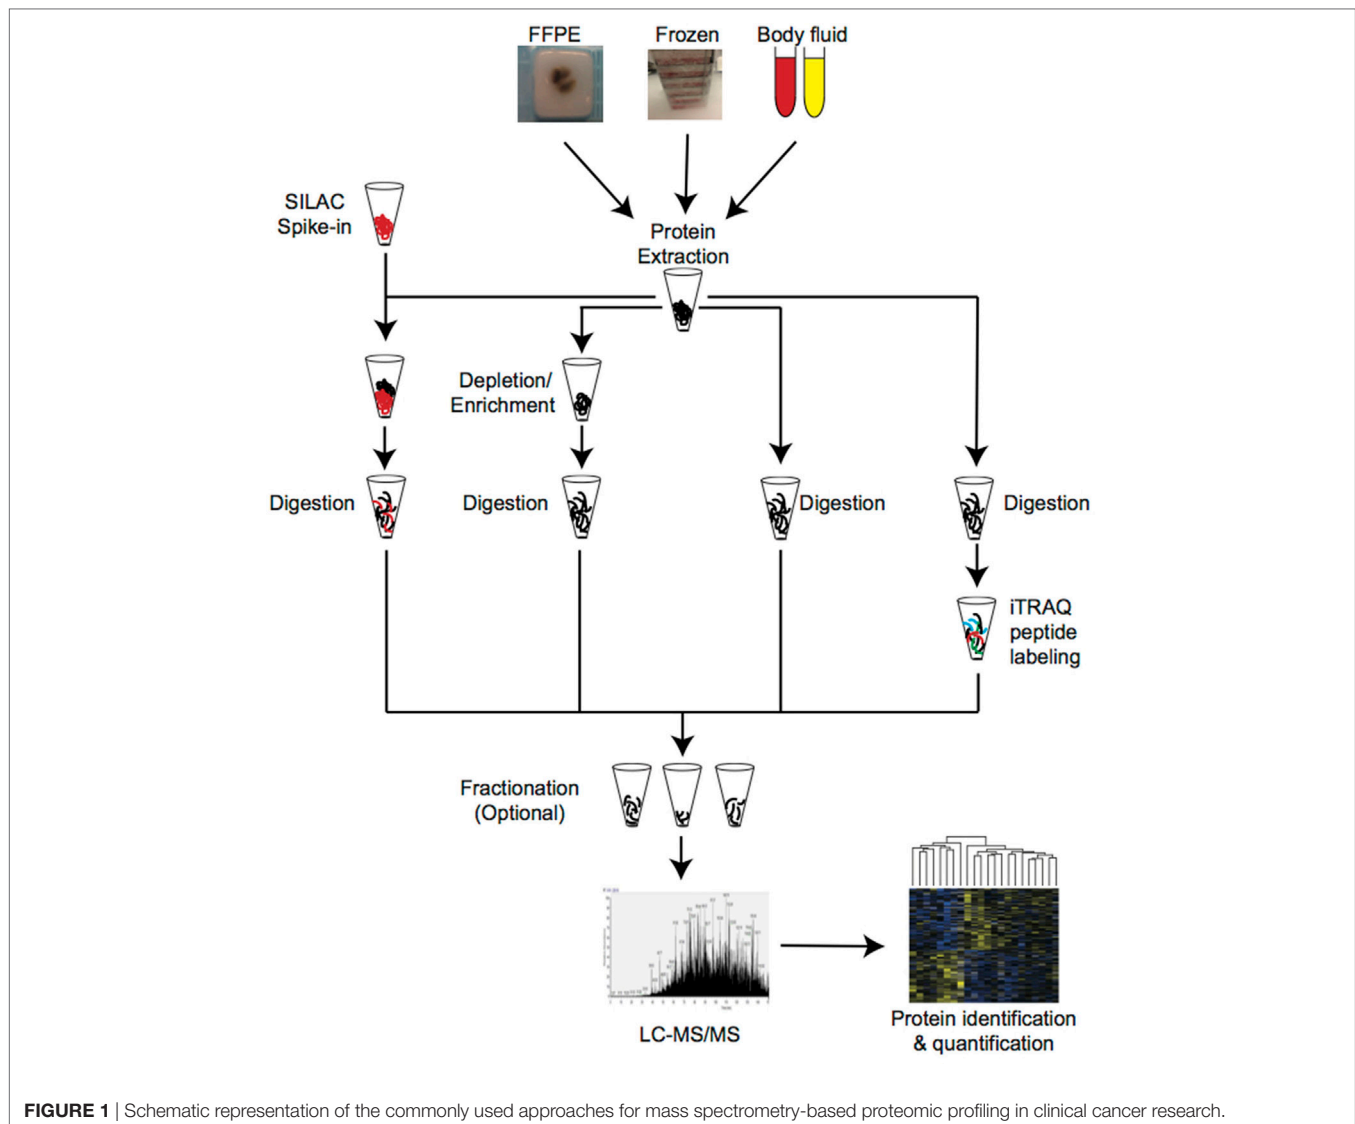 FFPE
Frozen
Body fluid
SILAC
Spike-in
Protein
Extraction
Depletion/
Enrichment
Digestion
Digestion
Digestion
Digestion
iTRAQ
peptide
labeling
Fractionation
(Optional)
LC-MS/MS
Protein identification
& quantification
FIGURE 1 | Schematic representation of the commonly used approaches for mass spectrometry-based proteomic profiling in clinical cancer research.